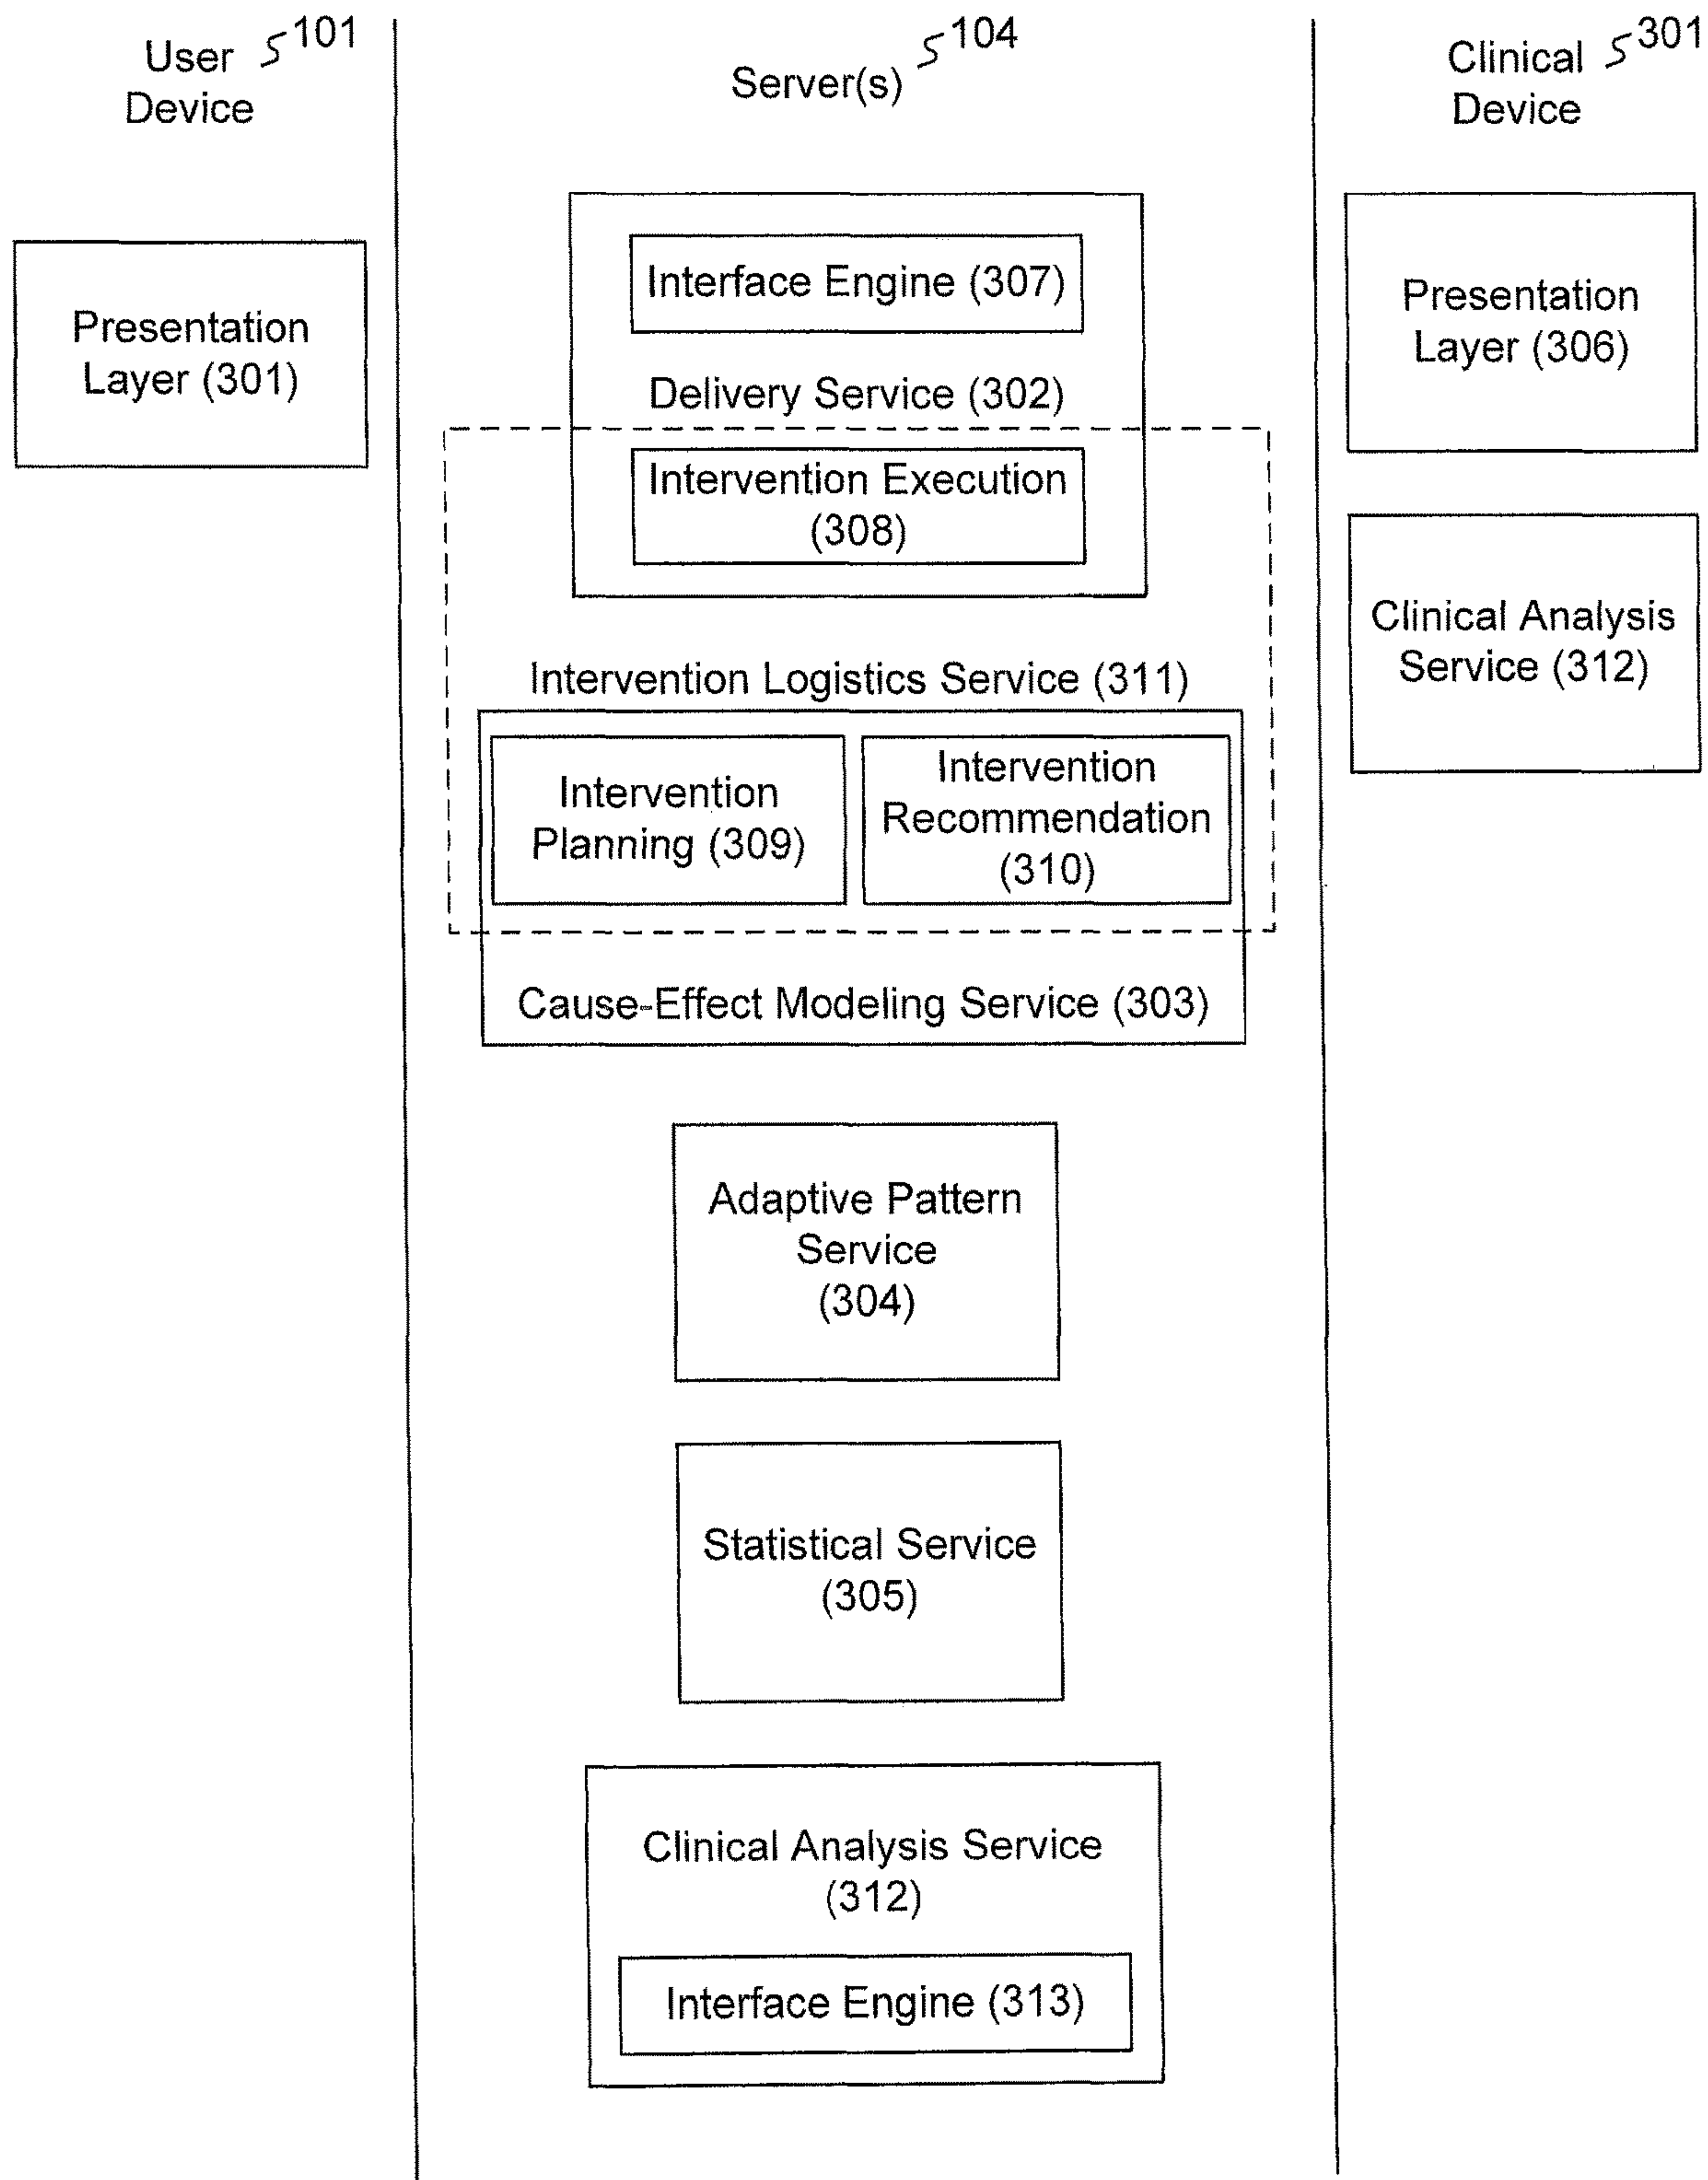 User
Device
101
Presentation
Layer (301)
Server(s)
104
Interface Engine (307)
Delivery Service (302)
Intervention Execution
(308)
Intervention Logistics Service (311)
Intervention
Planning (309)
Intervention
Recommendation
(310)
Cause-Effect Modeling Service (303)
Adaptive Pattern
Service
(304)
Statistical Service
(305)
Clinical Analysis Service
(312)
Interface Engine (313)
Clinical
Device
301
Presentation
Layer (306)
Clinical Analysis
Service (312)